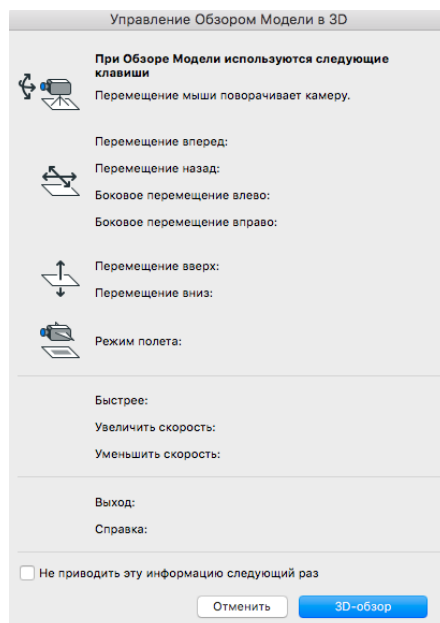 Управление Обзором Модели в 3D
При Обзоре Модели используются следующие
клавиши
Перемещение мыши поворачивает камеру.
Перемещение вперед:
Перемещение назад:
Боковое перемещение влево:
Боковое перемещение вправо:
Перемещение вверх:
Перемещение вниз:
Режим полета:
Быстрее:
Увеличить скорость:
Уменьшить скорость:
Выход:
Справка:
Не приводить эту информацию следующий раз
Отменить
3D-обзор